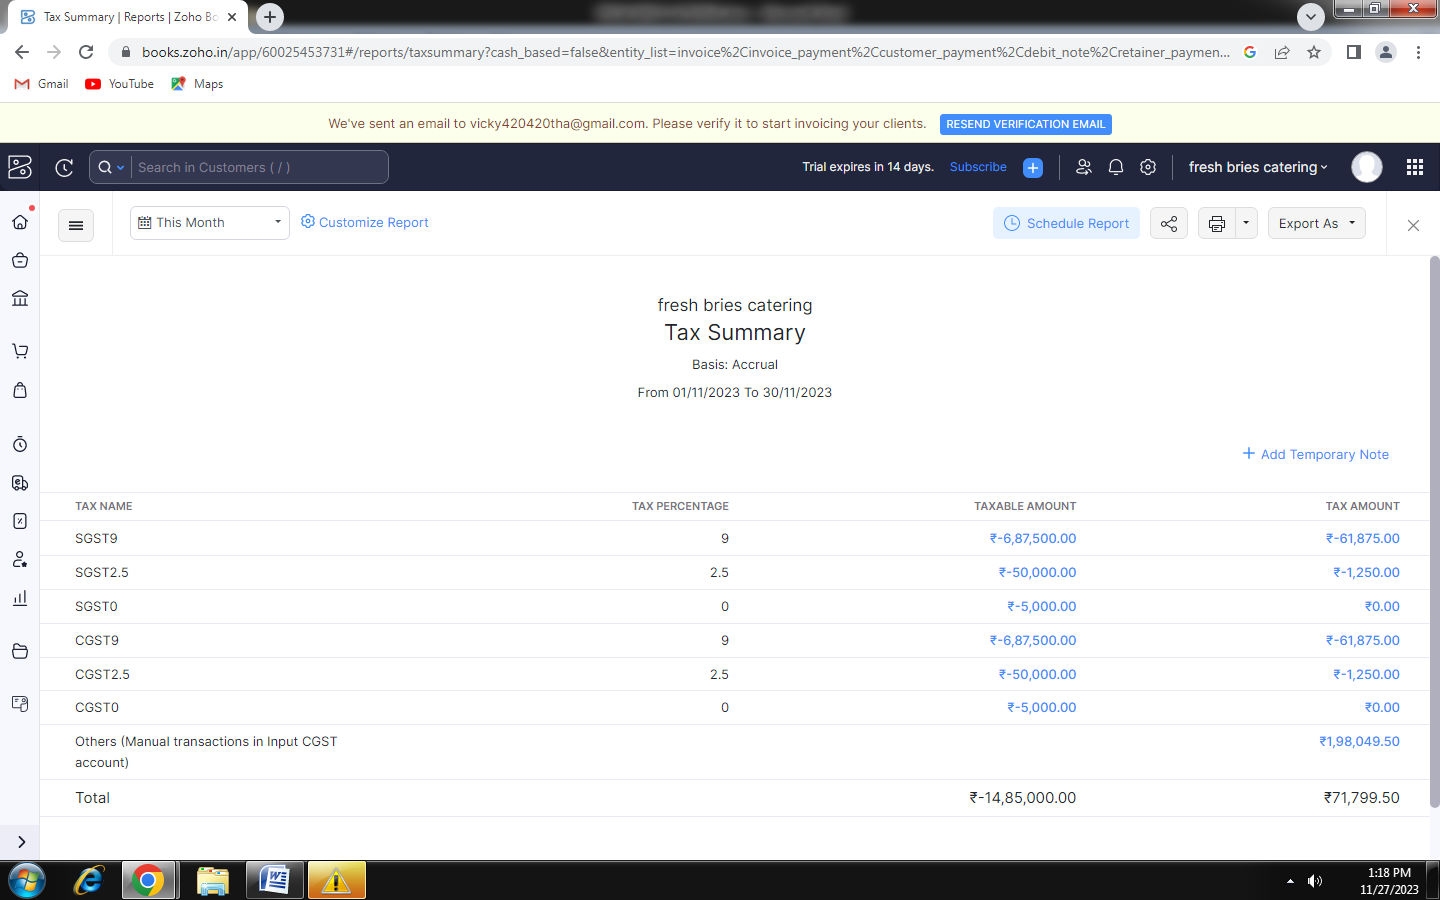 Tax Summary | Reports | Zoho Bo
books.zoho.in/app/60025453731#/reports/taxsummary?cash_based=false&entity_list=invoice%2Cinvoice_payment%2Ccustomer_payment%2Cdebit_note%2Cretainer_paymen...
Gmail YouTube Maps
We've sent an email to vicky420420tha@gmail.com. Please verify it to start invoicing your clients. RESEND VERIFICATION EMAIL
Search in Customers ( / ) Trial expires in 14 days. Subscribe fresh bries catering
This Month Customize Report Schedule Report Export As
fresh bries catering
Tax Summary
Basis: Accrual
From 01/11/2023 To 30/11/2023
+ Add Temporary Note
TAX NAME TAX PERCENTAGE TAXABLE AMOUNT TAX AMOUNT
SGST9 9 ₹-6,87,500.00 ₹-61,875.00
SGST2.5 2.5 ₹-50,000.00 ₹-1,250.00
SGST0 0 ₹-5,000.00 ₹0.00
CGST9 9 ₹-6,87,500.00 ₹-61,875.00
CGST2.5 2.5 ₹-50,000.00 ₹-1,250.00
CGST0 0 ₹-5,000.00 ₹0.00
Others (Manual transactions in Input CGST ₹1,98,049.50
account)
Total ₹-14,85,000.00 ₹71,799.50
1:18 PM
11/27/2023